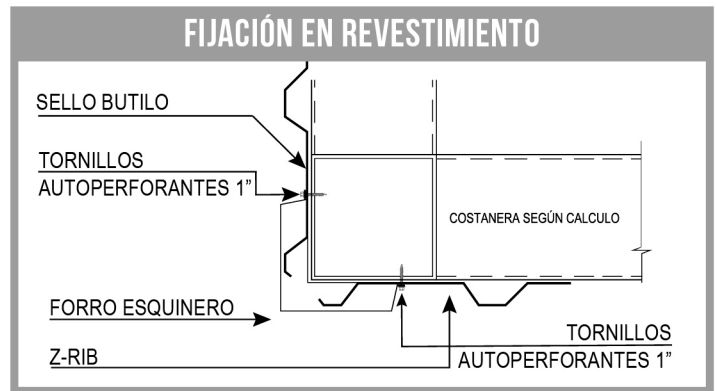 FIJACIÓN EN REVESTIMIENTO
SELLO BUTILO
TORNILLOS
AUTOPERFORANTES 1”
COSTANERA SEGÚN CALCULO
FORRO ESQUINERO
Z-RIB
TORNILLOS
AUTOPERFORANTES 1”